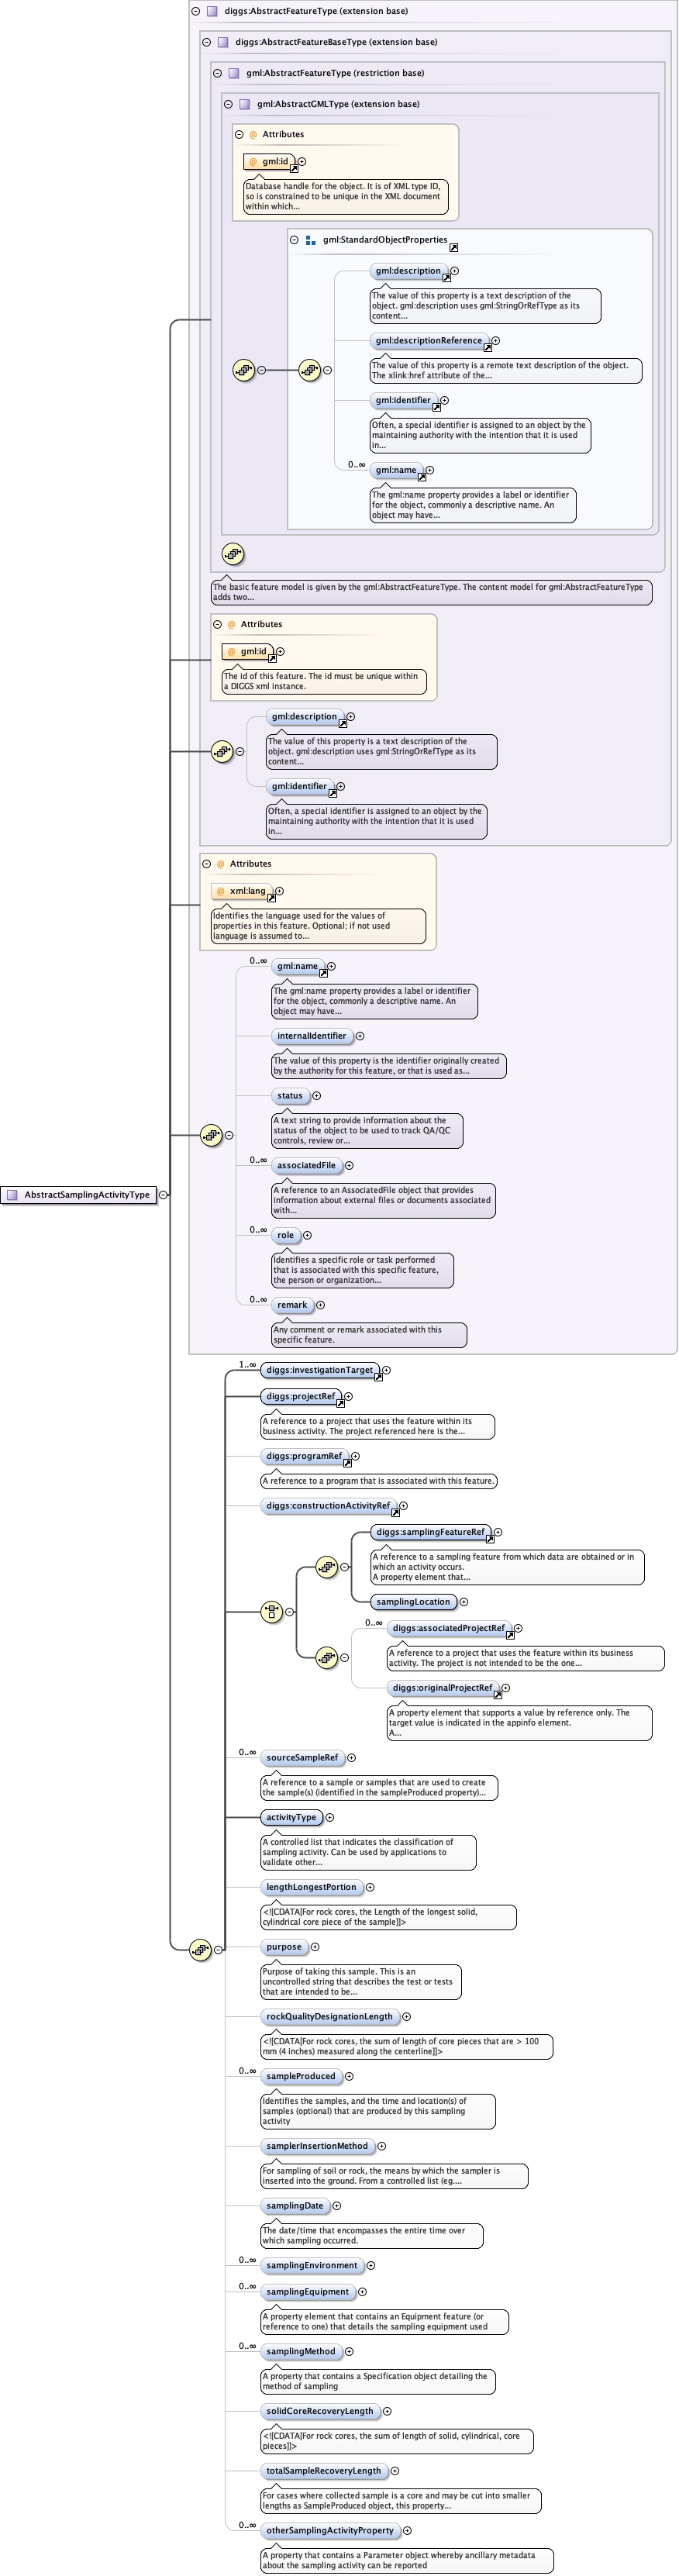 diggs:AbstractFeatureType (extension base)
diggs:AbstractFeatureBaseType (extension base)
gml:AbstractFeatureType (restriction base)
gml:AbstractGMLType (extension base)
@ Attributes
@ gml:id
Database handle for the object. It is of XML type ID,
so is constrained to be unique in the XML document
within which...
gml:StandardObjectProperties
gml:description
The value of this property is a text description of the
object. gml:description uses gml:StringOrRefType as its
content...
gml:descriptionReference
The value of this property is a remote text description of the object.
The xlink:href attribute of the...
gml:identifier
Often, a special identifier is assigned to an object by the
maintaining authority with the intention that it is used
in...
0..∞
gml:name
The gml:name property provides a label or identifier
for the object, commonly a descriptive name. An
object may have...
The basic feature model is given by the gml:AbstractFeatureType. The content model for gml:AbstractFeatureType
adds two...
@ Attributes
@ gml:id
The id of this feature. The id must be unique within
a DIGGS xml instance.
gml:description
The value of this property is a text description of the
object. gml:description uses gml:StringOrRefType as its
content...
gml:identifier
Often, a special identifier is assigned to an object by the
maintaining authority with the intention that it is used
in...
@ Attributes
@ xml:lang
Identifies the language used for the values of
properties in this feature. Optional; if not used
language is assumed to...
0..∞
gml:name
The gml:name property provides a label or identifier
for the object, commonly a descriptive name. An
object may have...
internalIdentifier
The value of this property is the identifier originally created
by the authority for this feature, or that is used as...
status
A text string to provide information about the
status of the object to be used to track QA/QC
controls, review or...
0..∞
associatedFile
A reference to an AssociatedFile object that provides
information about external files or documents associated
with...
AbstractSamplingActivityType
0..∞
role
Identifies a specific role or task performed
that is associated with this specific feature,
the person or organization...
0..∞
remark
Any comment or remark associated with this
specific feature.
1..∞
diggs:investigationTarget
diggs:projectRef
A reference to a project that uses the feature within its
business activity. The project referenced here is the...
diggs:programRef
A reference to a program that is associated with this feature.
diggs:constructionActivityRef
diggs:samplingFeatureRef
A reference to a sampling feature from which data are obtained or in
which an activity occurs.
A property element that...
samplingLocation
0..∞
diggs:associatedProjectRef
A reference to a project that uses the feature within its business
activity. The project is not intended to be the one...
diggs:originalProjectRef
A property element that supports a value by reference only. The
target value is indicated in the appinfo element.
A...
0..∞
sourceSampleRef
A reference to a sample or samples that are used to create
the sample(s) (identified in the sampleProduced property)...
activityType
A controlled list that indicates the classification of
sampling activity. Can be used by applications to
validate other...
lengthLongestPortion
<![CDATA[For rock cores, the Length of the longest solid,
cylindrical core piece of the sample]]>
purpose
Purpose of taking this sample. This is an
uncontrolled string that describes the test or tests
that are intended to be...
rockQualityDesignationLength
<![CDATA[For rock cores, the sum of length of core pieces that are > 100
mm (4 inches) measured along the centerline]]>
0..∞
sampleProduced
Identifies the samples, and the time and location(s) of
samples (optional) that are produced by this sampling
activity
samplerInsertionMethod
For sampling of soil or rock, the means by which the sampler is
inserted into the ground. From a controlled list (eg....
samplingDate
The date/time that encompasses the entire time over
which sampling occurred.
0..∞
samplingEnvironment
0..∞
samplingEquipment
A property element that contains an Equipment feature (or
reference to one) that details the sampling equipment used
0..∞
samplingMethod
A property that contains a Specification object detailing the
method of sampling
solidCoreRecoveryLength
<![CDATA[For rock cores, the sum of length of solid, cylindrical, core
pieces]]>
totalSampleRecoveryLength
For cases where collected sample is a core and may be cut into smaller
lengths as SampleProduced object, this property...
0..∞
otherSamplingActivityProperty
A property that contains a Parameter object whereby ancillary metadata
about the sampling activity can be reported